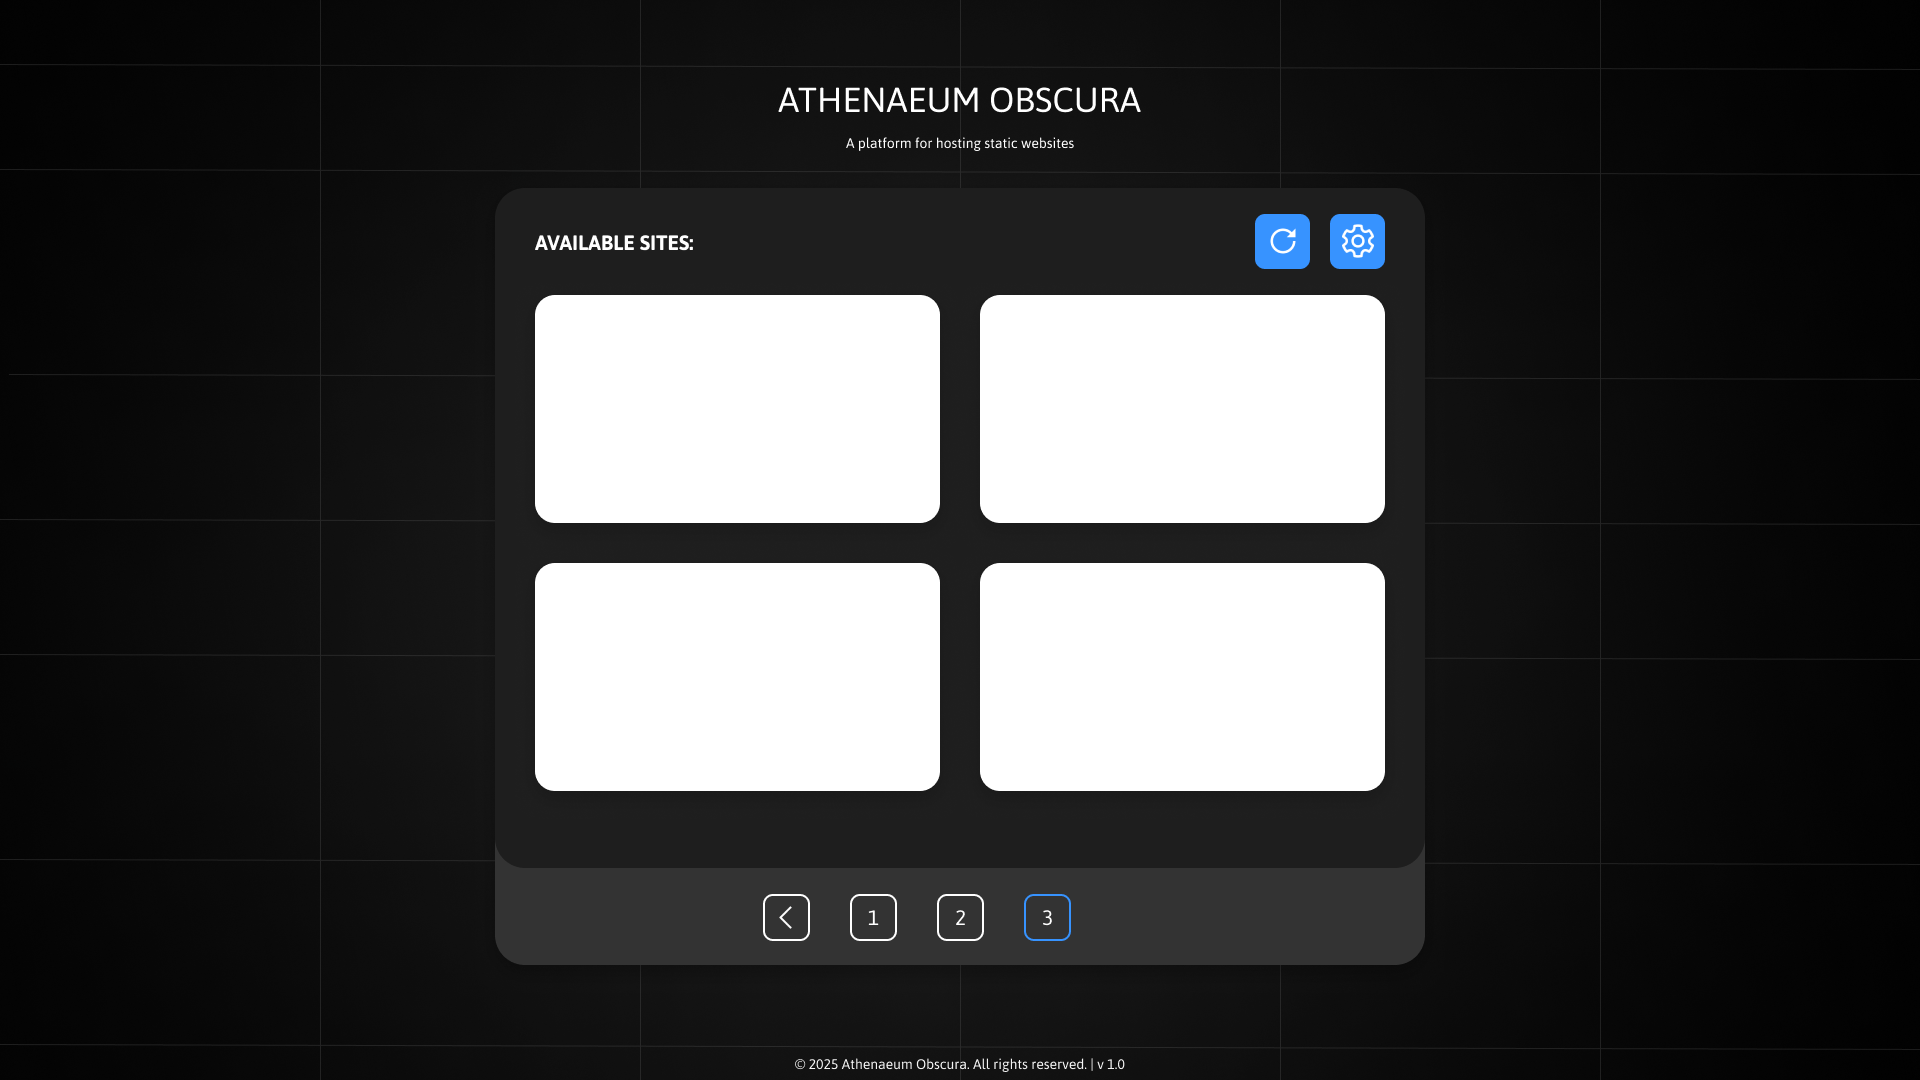 ATHENAEUM OBSCURA
A platform for hosting static websites
AVAILABLE SITES:
1 2 3
© 2025 Athenaeum Obscura. All rights reserved. | v 1.0